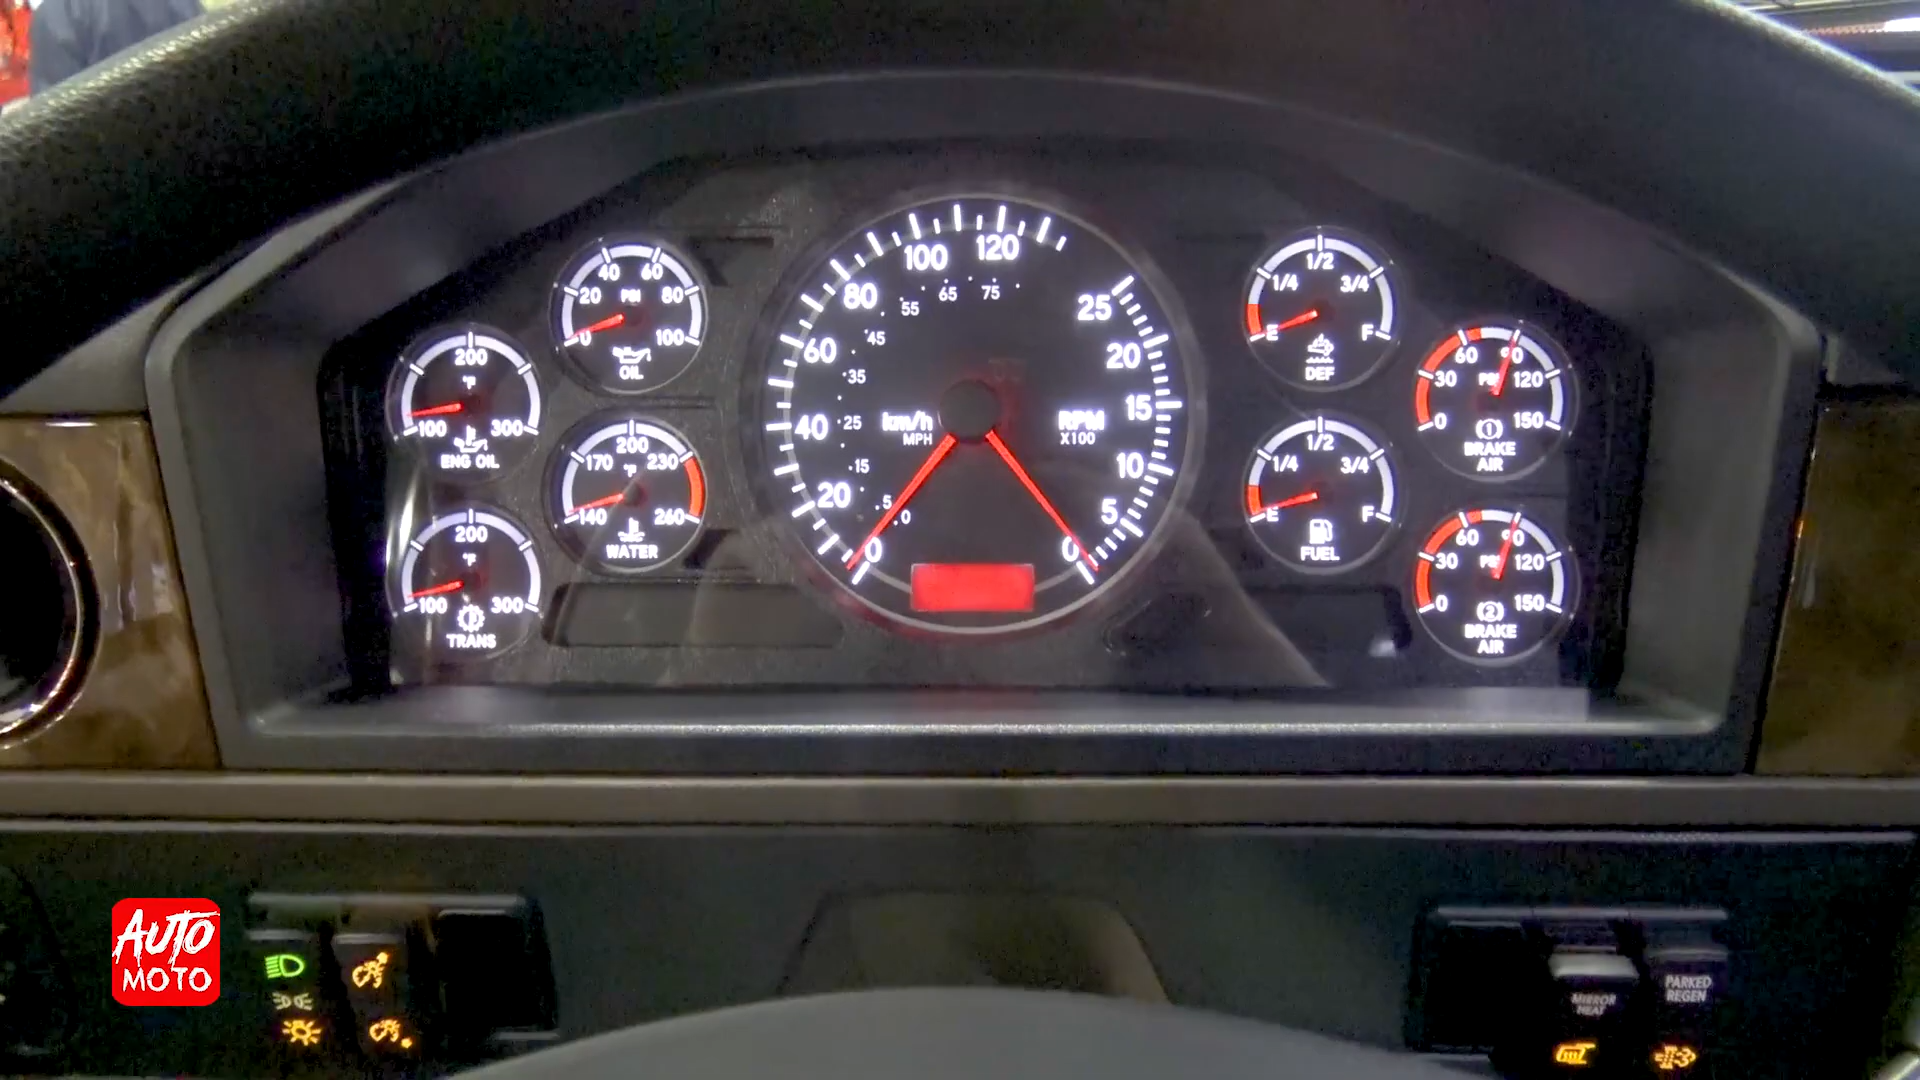 200
°F
100 300
ENG OIL
40 60
20 PSI 80
0 100
OIL
200
170 °F 230
140 260
WATER
200
°F
100 300
TRANS
0 20 40 60 80 100 120
km/h
MPH
0 5 15 25 35 45 55 65 75
25
20
15
RPM
X100
10
5
0
1/2
1/4 3/4
E F
DEF
1/2
1/4 3/4
E F
FUEL
60 90
30 PSI 120
0 150
(1)
BRAKE
AIR
60 90
30 PSI 120
0 150
(2)
BRAKE
AIR
AUTO
MOTO
MIRROR
HEAT
PARKED
REGEN